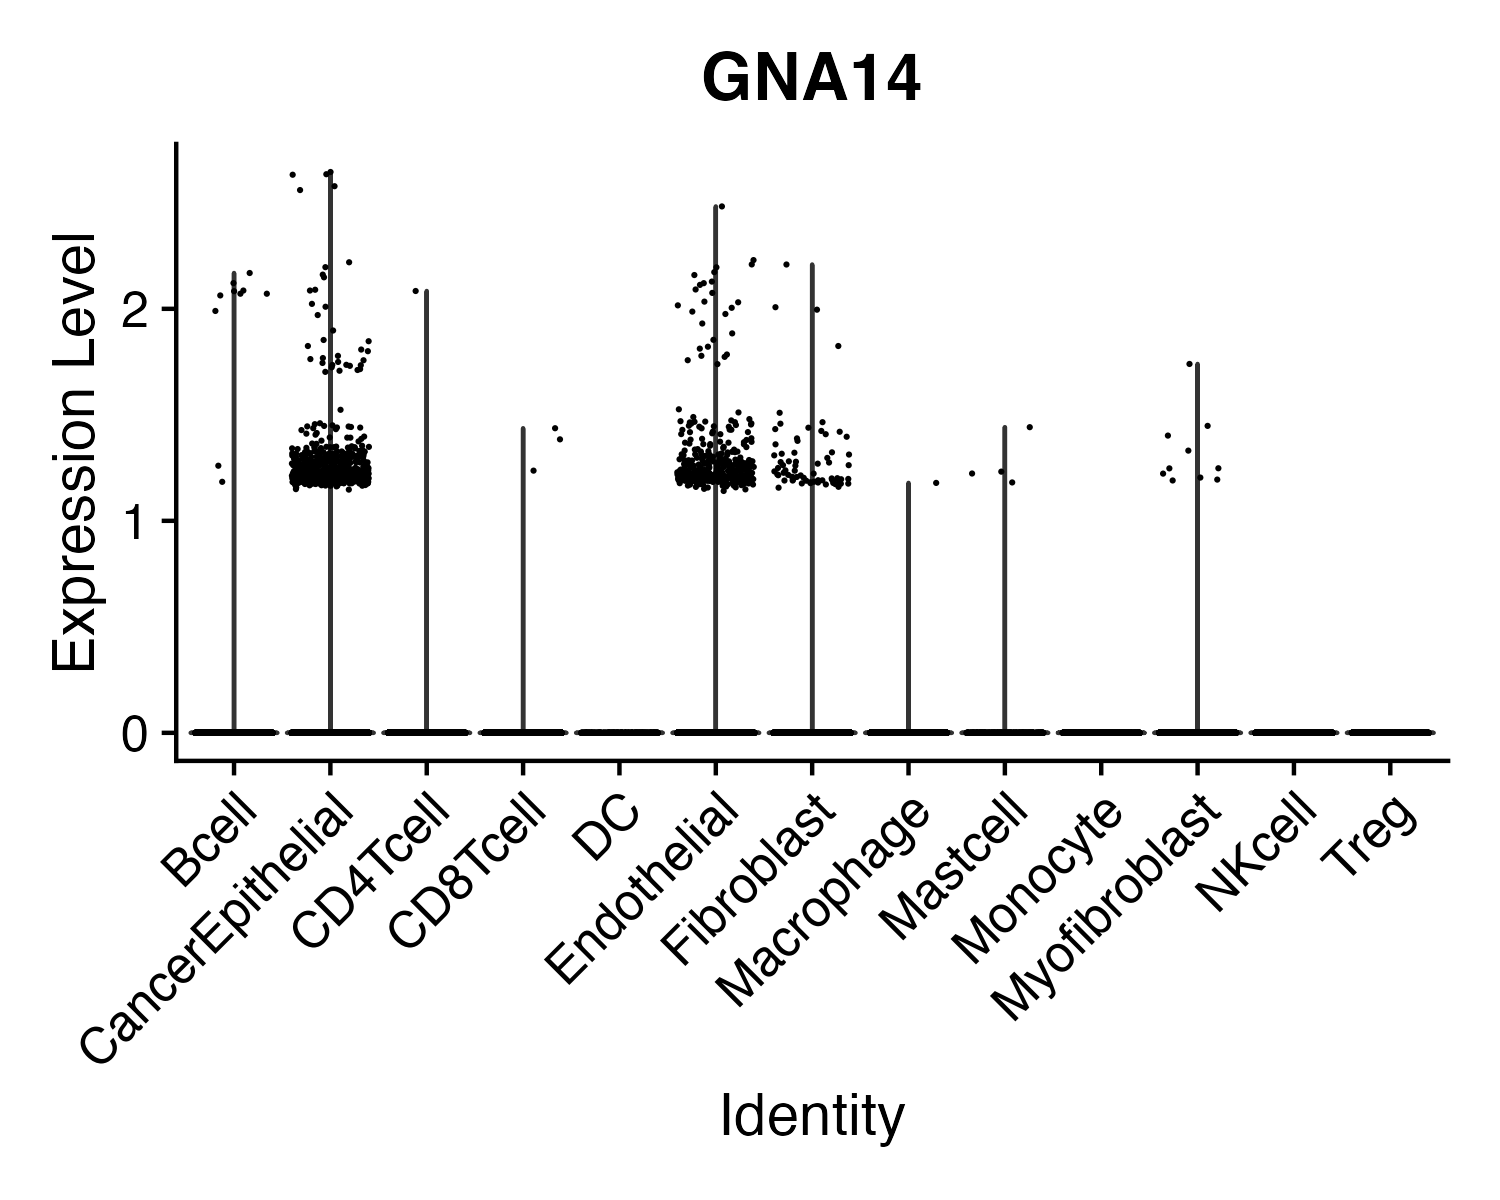 GNA14
Expression Level
2
1
0
Bcell
CancerEpithelial
CD4Tcell
CD8Tcell
DC
Endothelial
Fibroblast
Macrophage
Mastcell
Monocyte
Myofibroblast
NKcell
Treg
Identity